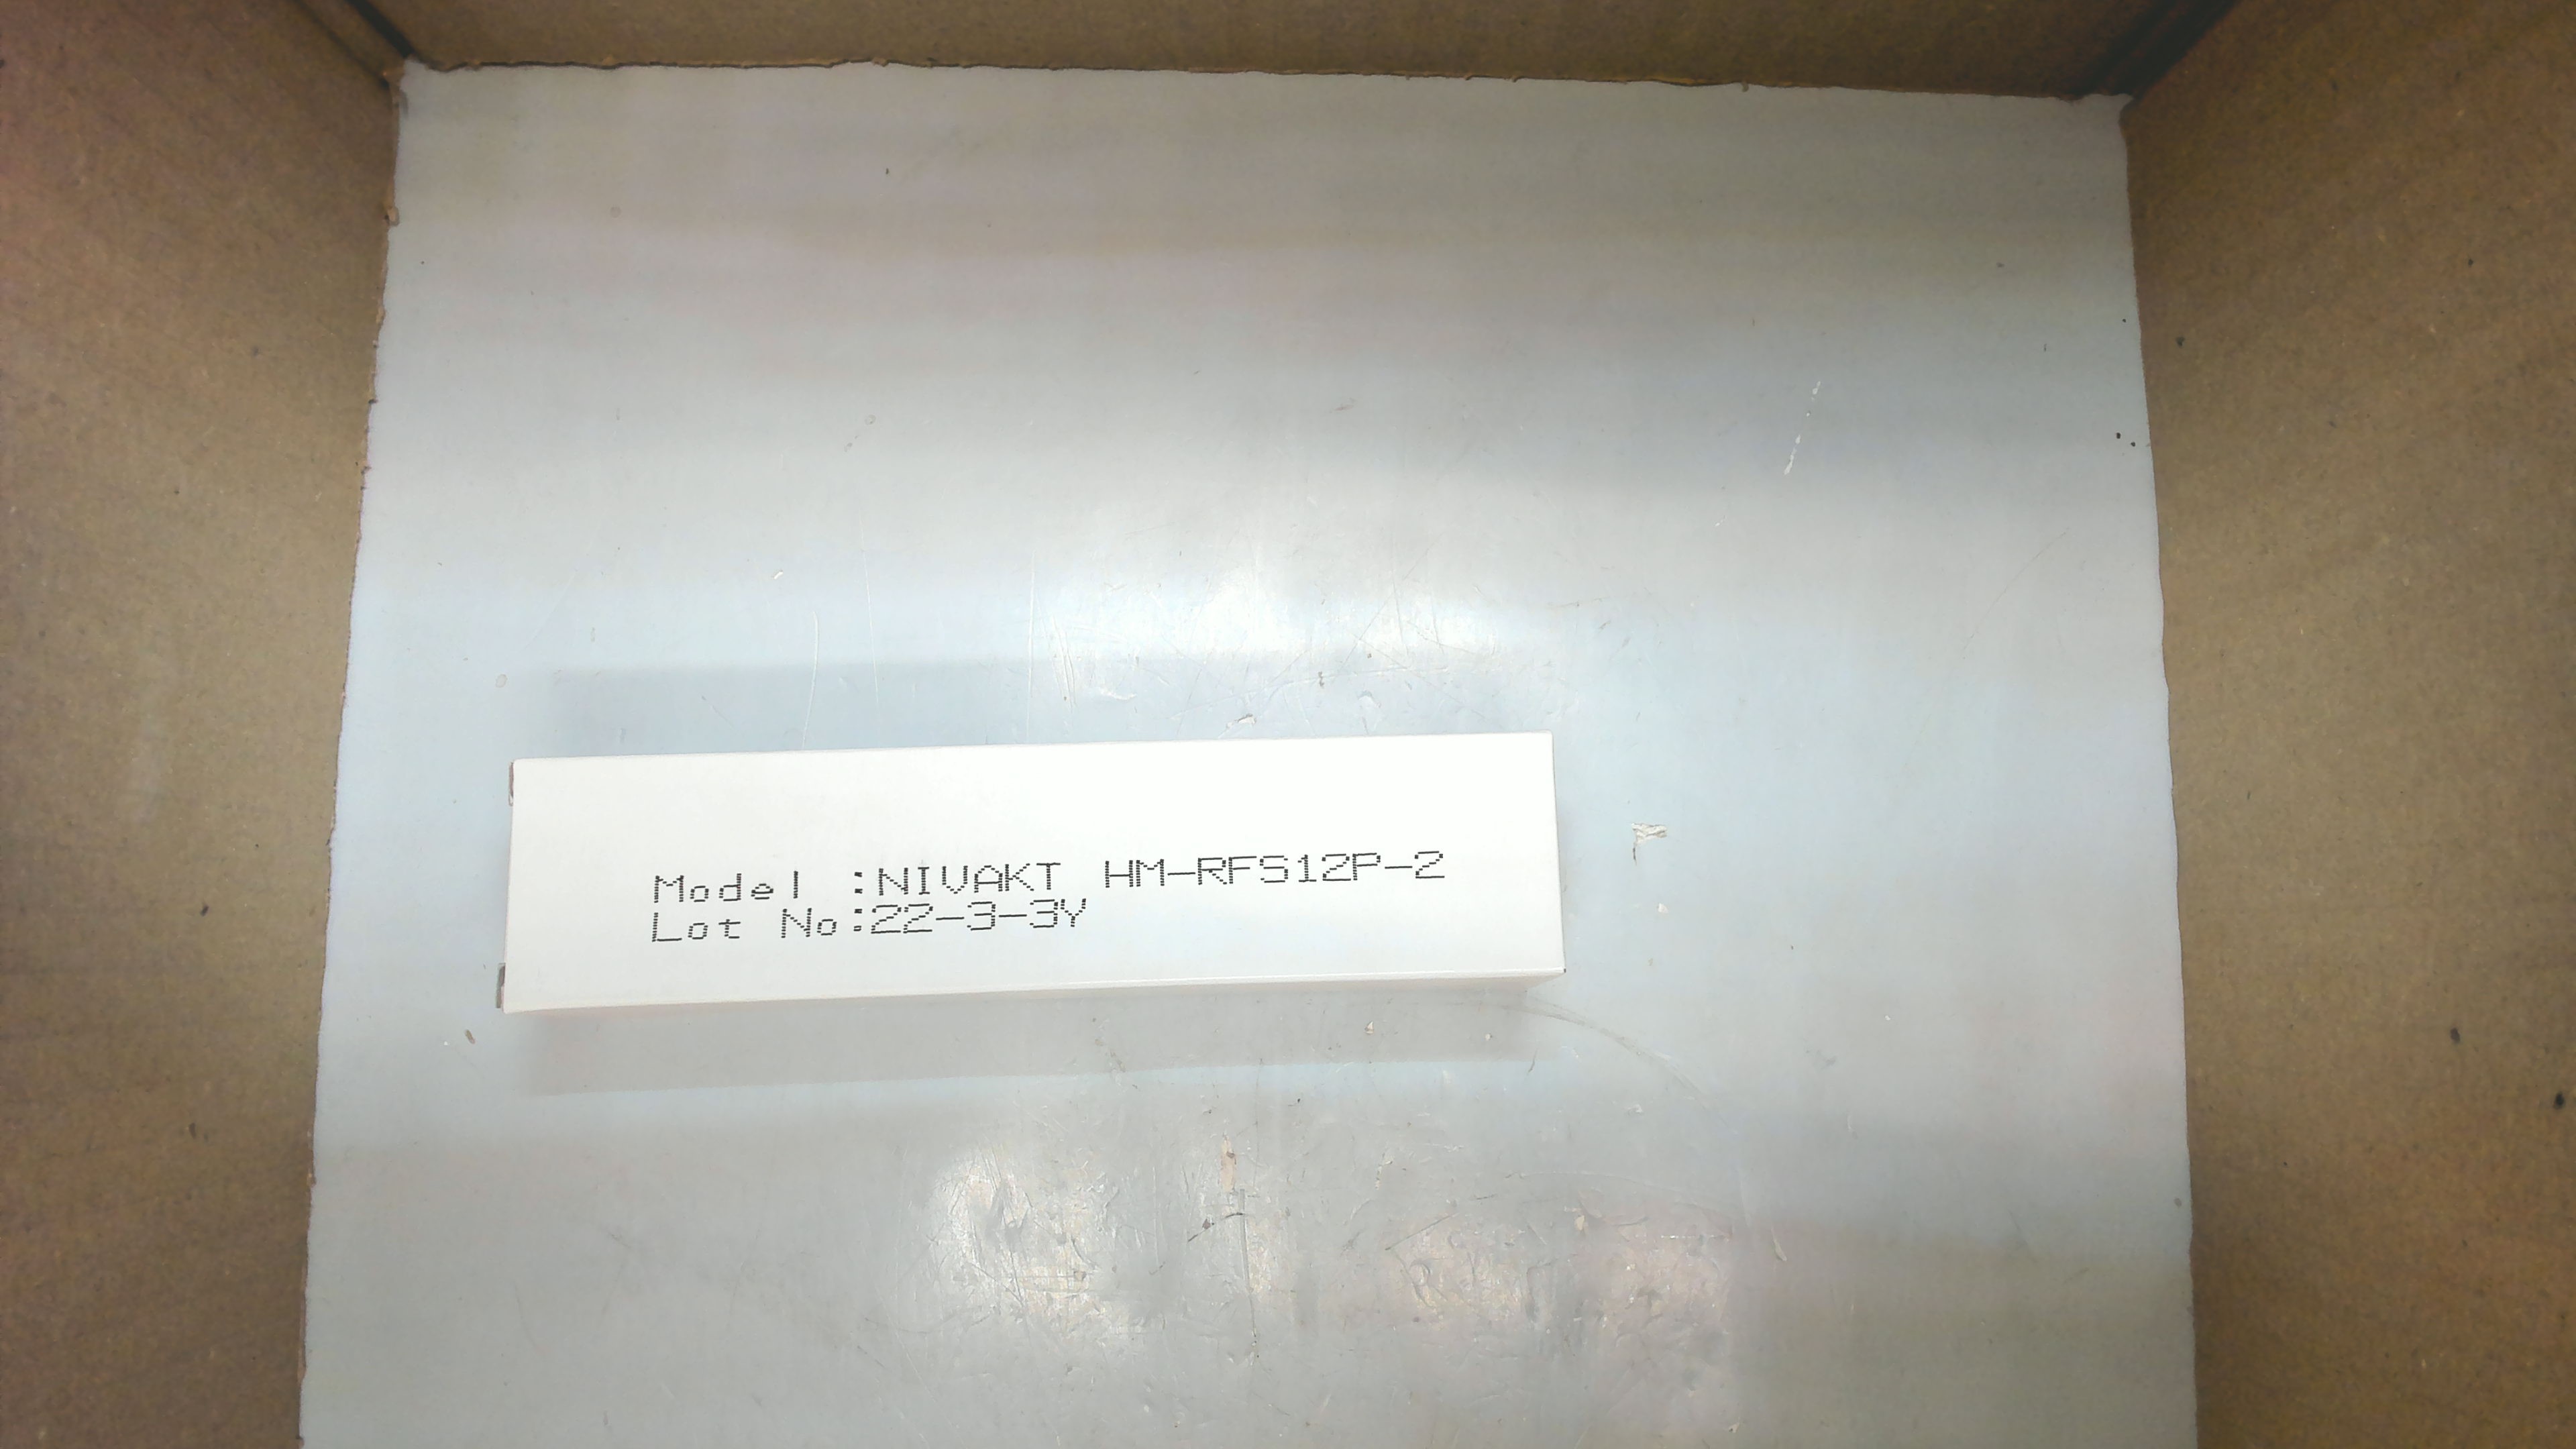 Model :NIVAKT HM-RFS12P-2
Lot No:22-3-3Y